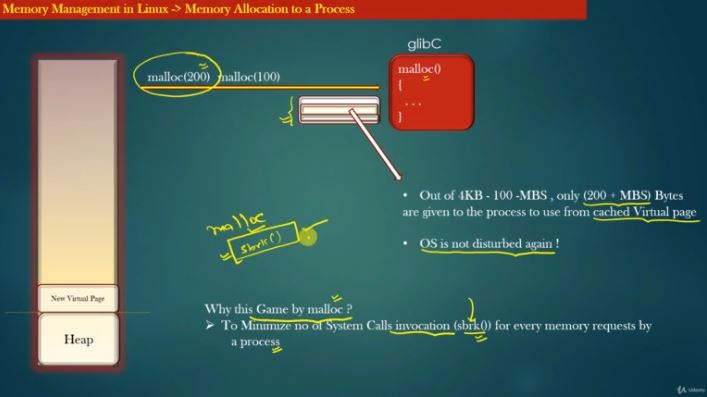 Memory Management in Linux -> Memory Allocation to a Process
glibC
malloc(200) malloc(100)
malloc()
{
. . .
}
• Out of 4KB - 100 -MBS , only (200 + MBS) Bytes
are given to the process to use from cached Virtual page
malloc
sbrk()
• OS is not disturbed again !
New Virtual Page
Heap
Why this Game by malloc ?
➢ To Minimize no of System Calls invocation (sbrk()) for every memory requests by
a process
Udemy